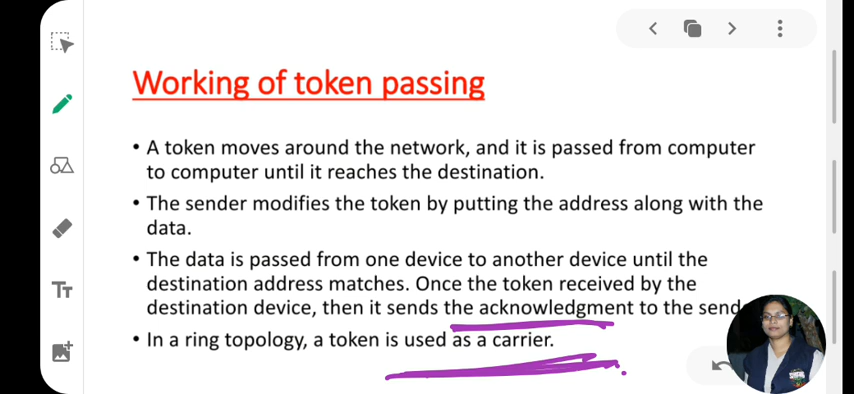 Working of token passing
• A token moves around the network, and it is passed from computer
to computer until it reaches the destination.
• The sender modifies the token by putting the address along with the
data.
• The data is passed from one device to another device until the
destination address matches. Once the token received by the
destination device, then it sends the acknowledgment to the
• In a ring topology, a token is used as a carrier.
Tт